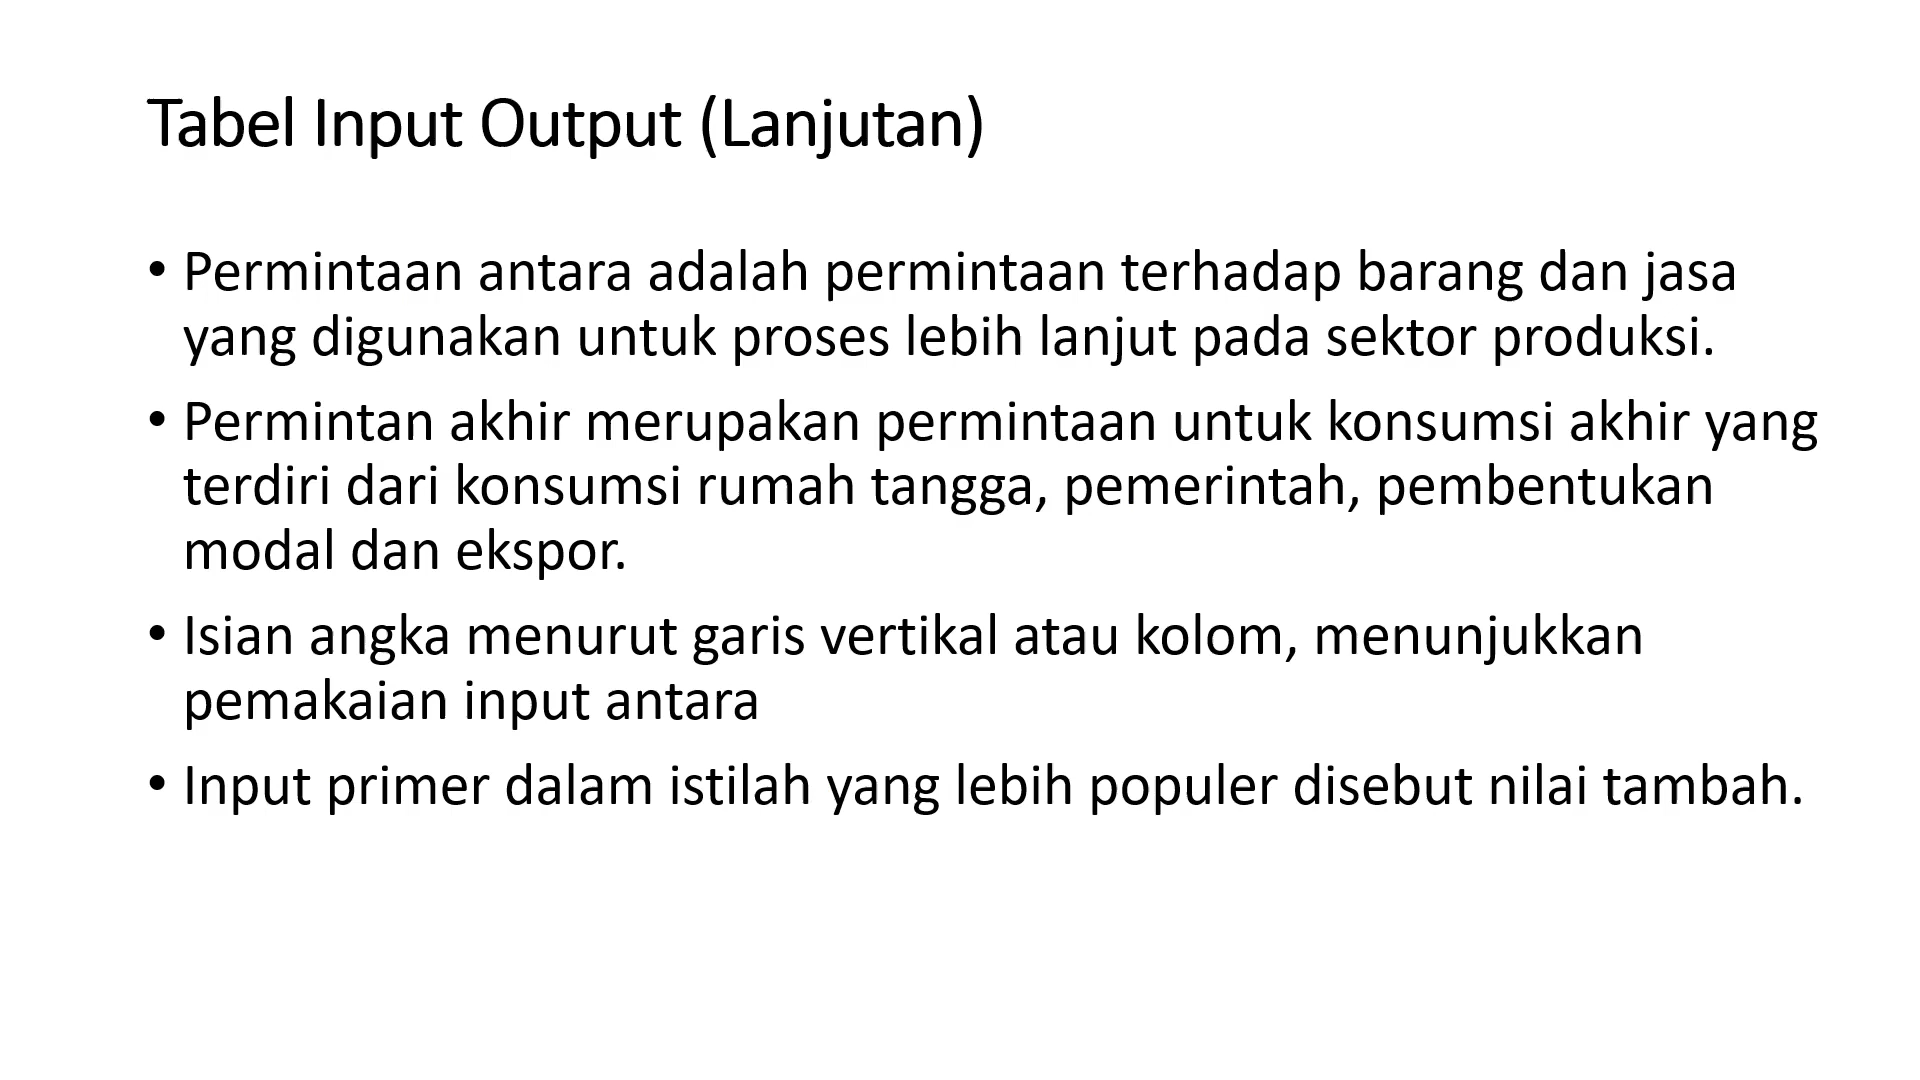 Tabel Input Output (Lanjutan)
• Permintaan antara adalah permintaan terhadap barang dan jasa
yang digunakan untuk proses lebih lanjut pada sektor produksi.
• Permintan akhir merupakan permintaan untuk konsumsi akhir yang
terdiri dari konsumsi rumah tangga, pemerintah, pembentukan
modal dan ekspor.
• Isian angka menurut garis vertikal atau kolom, menunjukkan
pemakaian input antara
• Input primer dalam istilah yang lebih populer disebut nilai tambah.